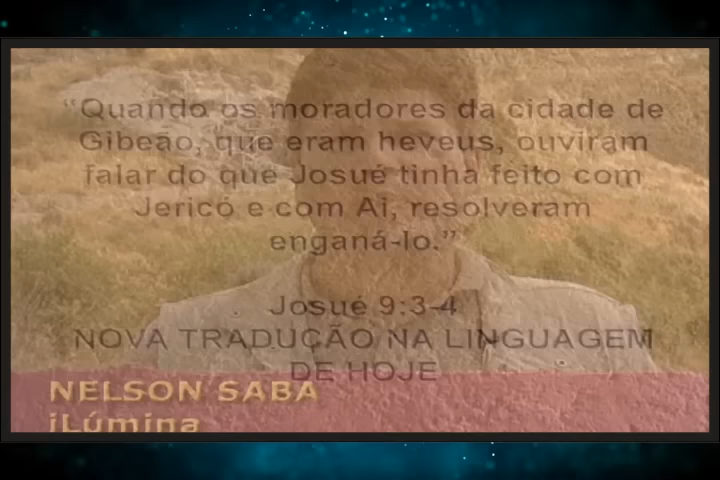 “Quando os moradores da cidade de
Gibeão, que eram heveus, ouviram
falar do que Josué tinha feito com
Jericó e com Ai, resolveram
enganá-lo.”
Josué 9:3-4
NOVA TRADUÇÃO NA LINGUAGEM
DE HOJE
NELSON SABA
iLúmina